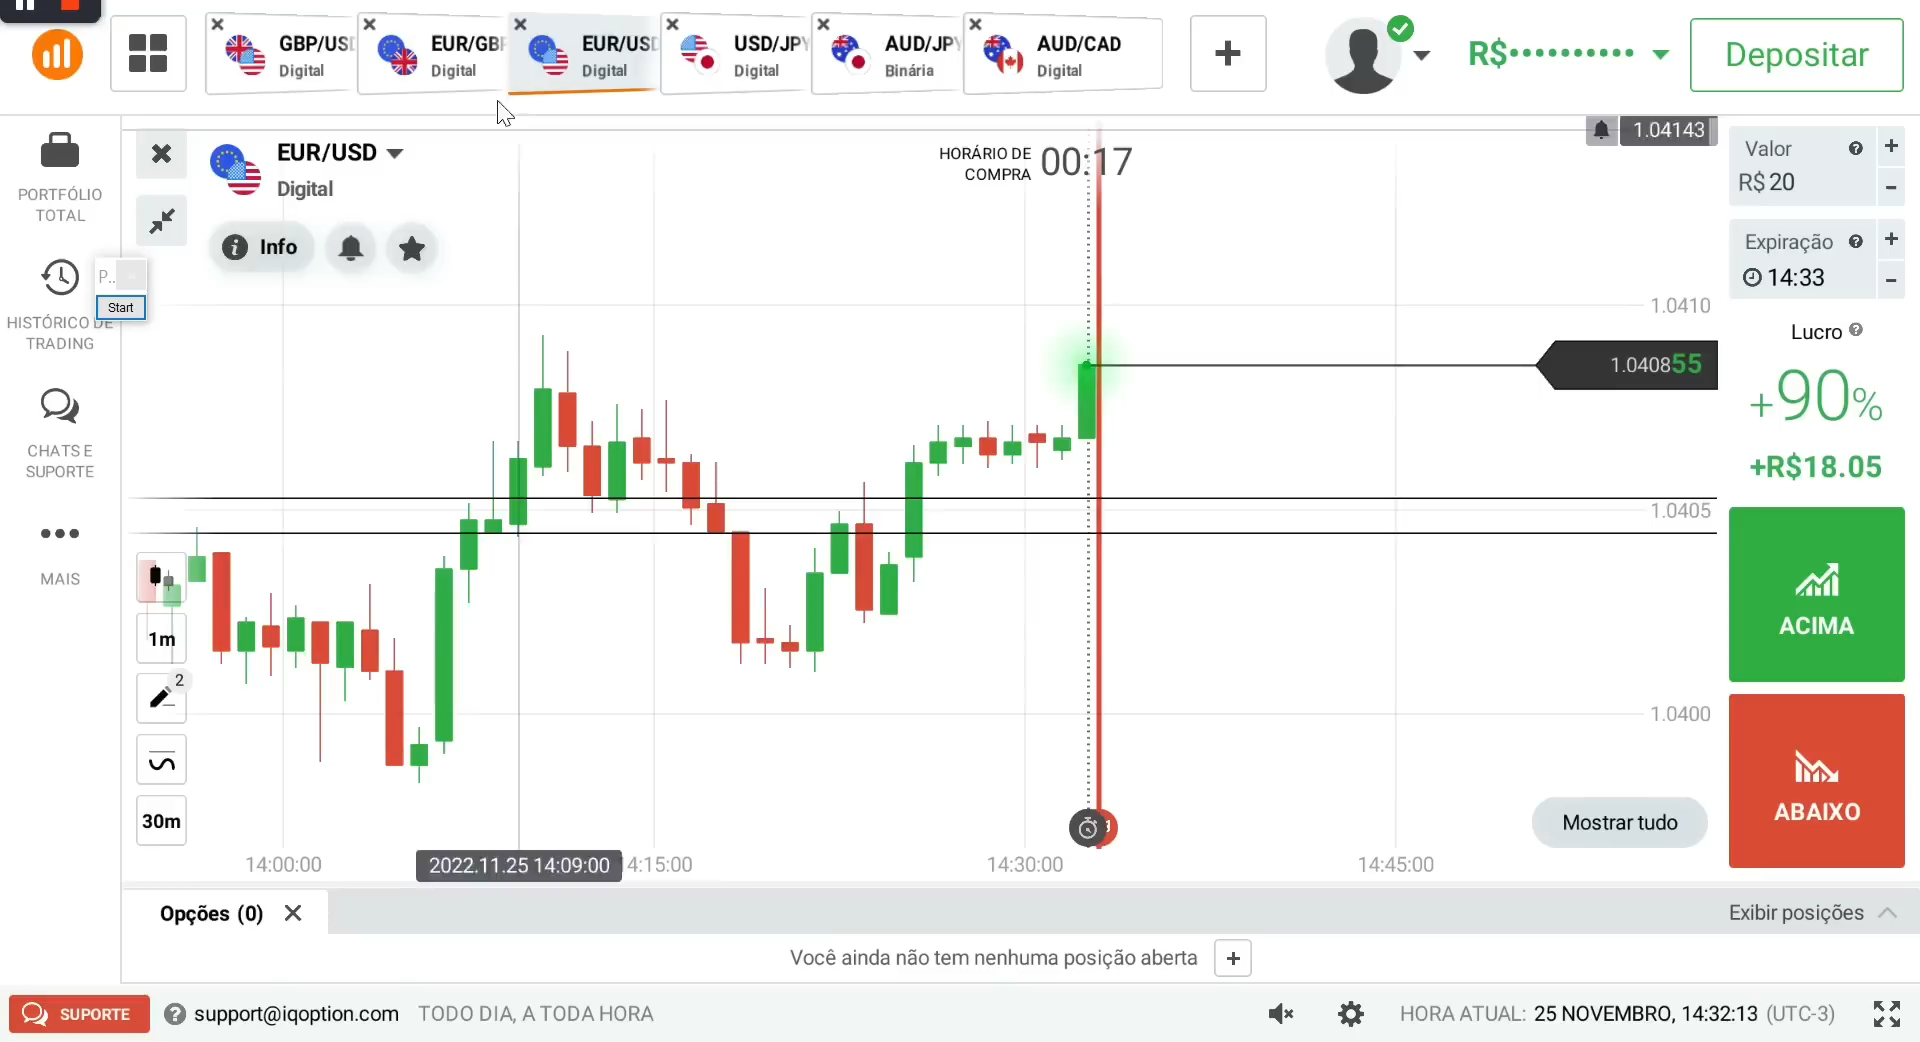 GBP/USD
Digital
EUR/GBP
Digital
EUR/USD
Digital
USD/JPY
Digital
AUD/JPY
Binária
AUD/CAD
Digital
R$
Depositar
PORTFÓLIO
TOTAL
HISTÓRICO DE
TRADING
CHATS E
SUPORTE
MAIS
P..
Start
EUR/USD
Digital
Info
HORÁRIO DE
COMPRA
00:17
1.04143
1.0410
1.040855
1.0405
1.0400
1m
2
30m
Mostrar tudo
14:00:00
2022.11.25 14:09:00
14:15:00
14:30:00
14:45:00
Valor
R$ 20
Expiração
14:33
Lucro
+90%
+R$18.05
ACIMA
ABAIXO
Opções (0)
Exibir posições
Você ainda não tem nenhuma posição aberta
SUPORTE
support@iqoption.com
TODO DIA, A TODA HORA
HORA ATUAL: 25 NOVEMBRO, 14:32:13 (UTC-3)